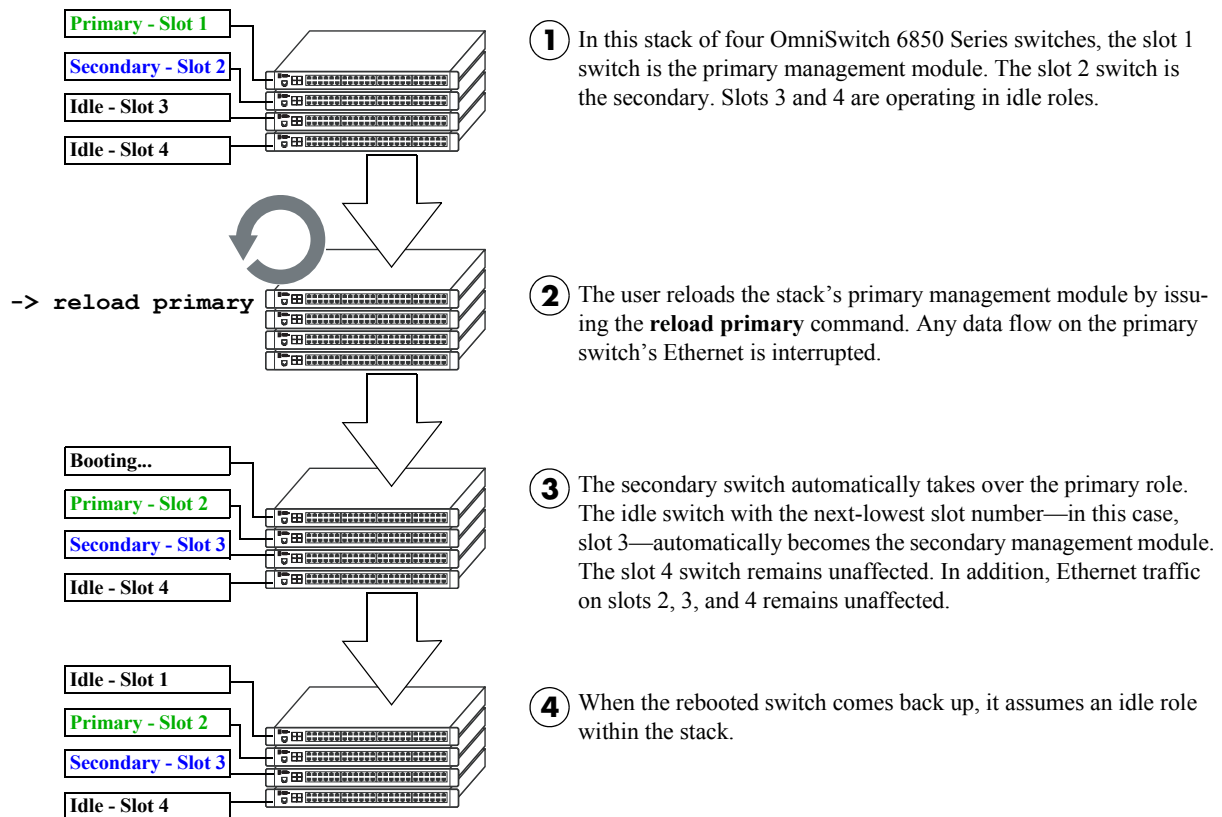 Primary - Slot 1
Secondary - Slot 2
Idle - Slot 3
Idle - Slot 4
1
In this stack of four OmniSwitch 6850 Series switches, the slot 1
switch is the primary management module. The slot 2 switch is
the secondary. Slots 3 and 4 are operating in idle roles.
-> reload primary
2
The user reloads the stack’s primary management module by issu-
ing the reload primary command. Any data flow on the primary
switch’s Ethernet is interrupted.
Booting...
Primary - Slot 2
Secondary - Slot 3
Idle - Slot 4
3
The secondary switch automatically takes over the primary role.
The idle switch with the next-lowest slot number—in this case,
slot 3—automatically becomes the secondary management module.
The slot 4 switch remains unaffected. In addition, Ethernet traffic
on slots 2, 3, and 4 remains unaffected.
Idle - Slot 1
Primary - Slot 2
Secondary - Slot 3
Idle - Slot 4
4
When the rebooted switch comes back up, it assumes an idle role
within the stack.